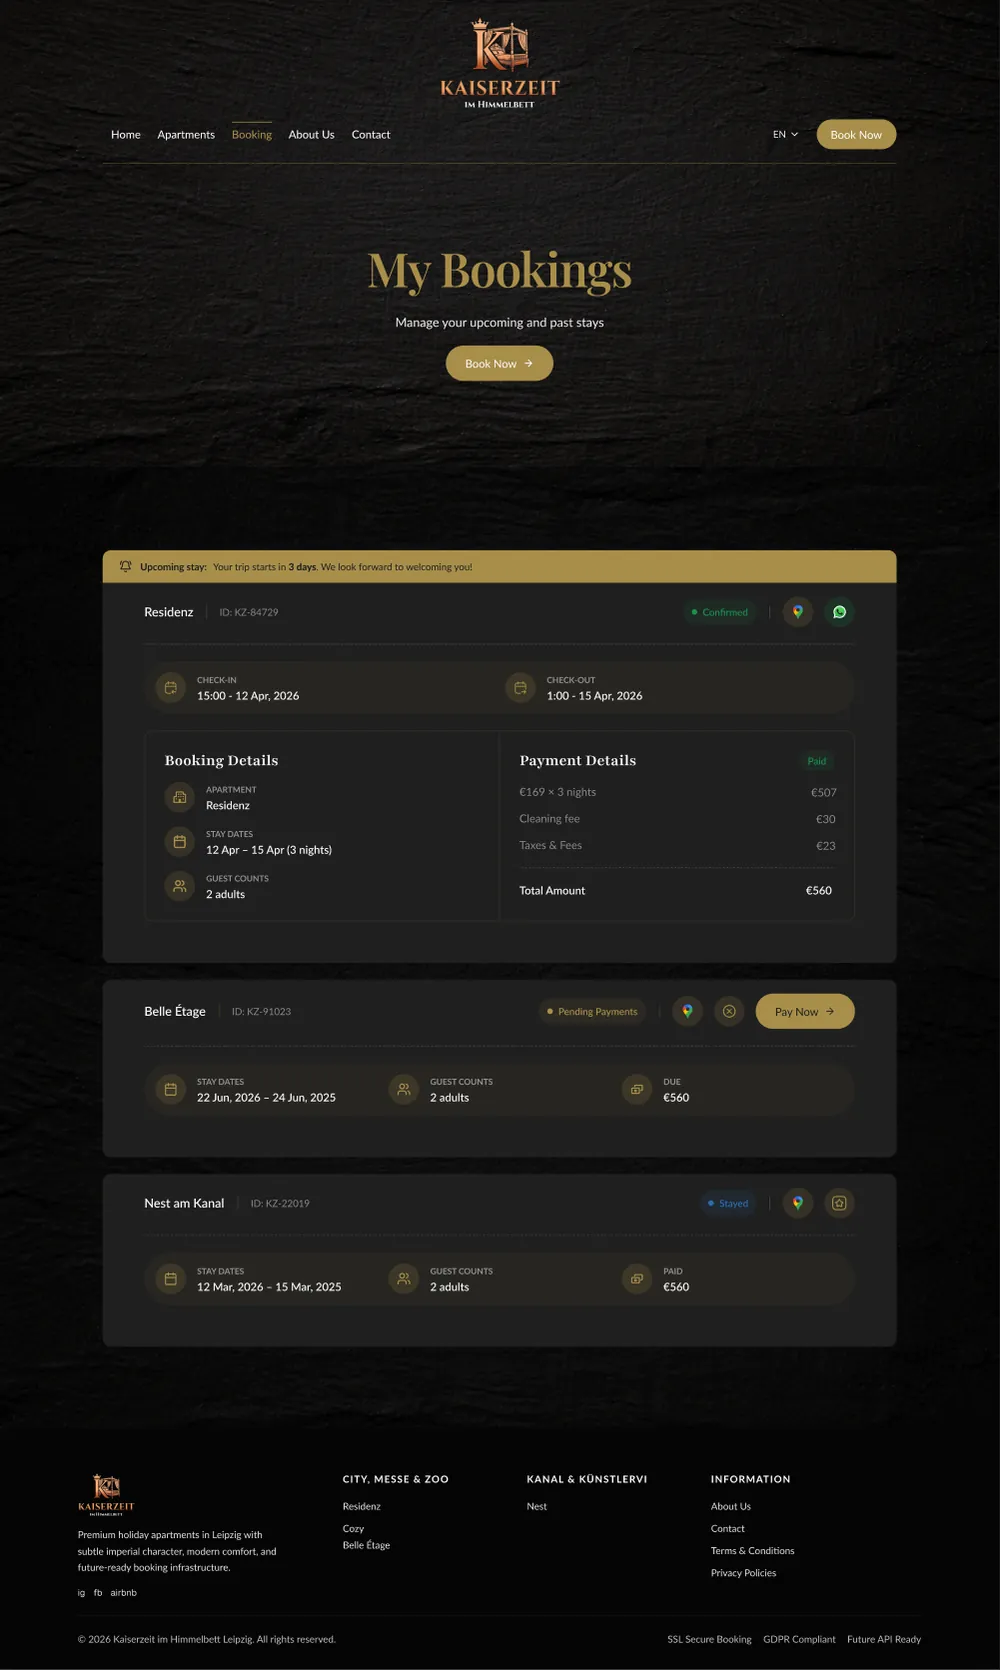 KAISERZEIT
IM HIMMELBETT
Home Apartments Booking About Us Contact EN Book Now
My Bookings
Manage your upcoming and past stays
Book Now
Upcoming stay: Your trip starts in 3 days. We look forward to welcoming you!
Residenz ID: KZ-84729 Confirmed
CHECK-IN
15:00 - 12 Apr, 2026
CHECK-OUT
1:00 - 15 Apr, 2026
Booking Details
APARTMENT
Residenz
STAY DATES
12 Apr – 15 Apr (3 nights)
GUEST COUNTS
2 adults
Payment Details Paid
€169 × 3 nights €507
Cleaning fee €30
Taxes & Fees €23
Total Amount €560
Belle Étage ID: KZ-91023 Pending Payments Pay Now
STAY DATES
22 Jun, 2026 – 24 Jun, 2025
GUEST COUNTS
2 adults
DUE
€560
Nest am Kanal ID: KZ-22019 Stayed
STAY DATES
12 Mar, 2026 – 15 Mar, 2025
GUEST COUNTS
2 adults
PAID
€560
KAISERZEIT
IM HIMMELBETT
Premium holiday apartments in Leipzig with
subtle imperial character, modern comfort, and
future-ready booking infrastructure.
ig fb airbnb
CITY, MESSE & ZOO
Residenz
Cozy
Belle Étage
KANAL & KÜNSTLERVI
Nest
INFORMATION
About Us
Contact
Terms & Conditions
Privacy Policies
© 2026 Kaiserzeit im Himmelbett Leipzig. All rights reserved.
SSL Secure Booking GDPR Compliant Future API Ready